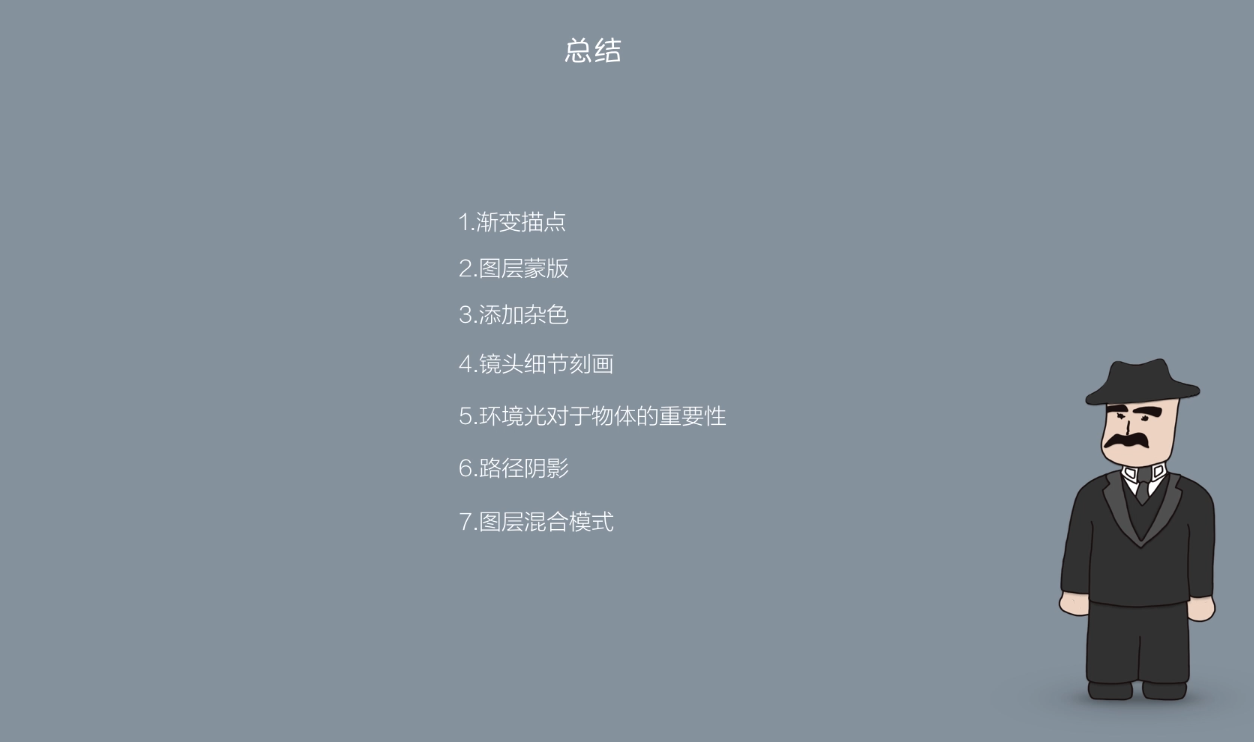 总结
1.渐变描点
2.图层蒙版
3.添加杂色
4.镜头细节刻画
5.环境光对于物体的重要性
6.路径阴影
7.图层混合模式